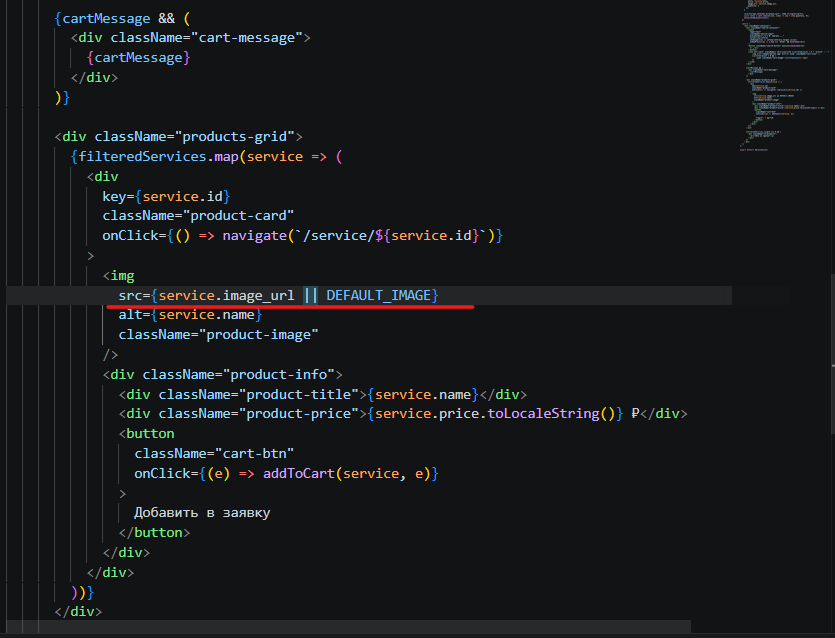 {cartMessage && (
<div className="cart-message">
{cartMessage}
</div>
)}
<div className="products-grid">
{filteredServices.map(service => (
<div
key={service.id}
className="product-card"
onClick={() => navigate(`/service/${service.id}`)}
>
<img
src={service.image_url || DEFAULT_IMAGE}
alt={service.name}
className="product-image"
/>
<div className="product-info">
<div className="product-title">{service.name}</div>
<div className="product-price">{service.price.toLocaleString()} ₽</div>
<button
className="cart-btn"
onClick={(e) => addToCart(service, e)}
>
Добавить в заявку
</button>
</div>
</div>
))}
</div>